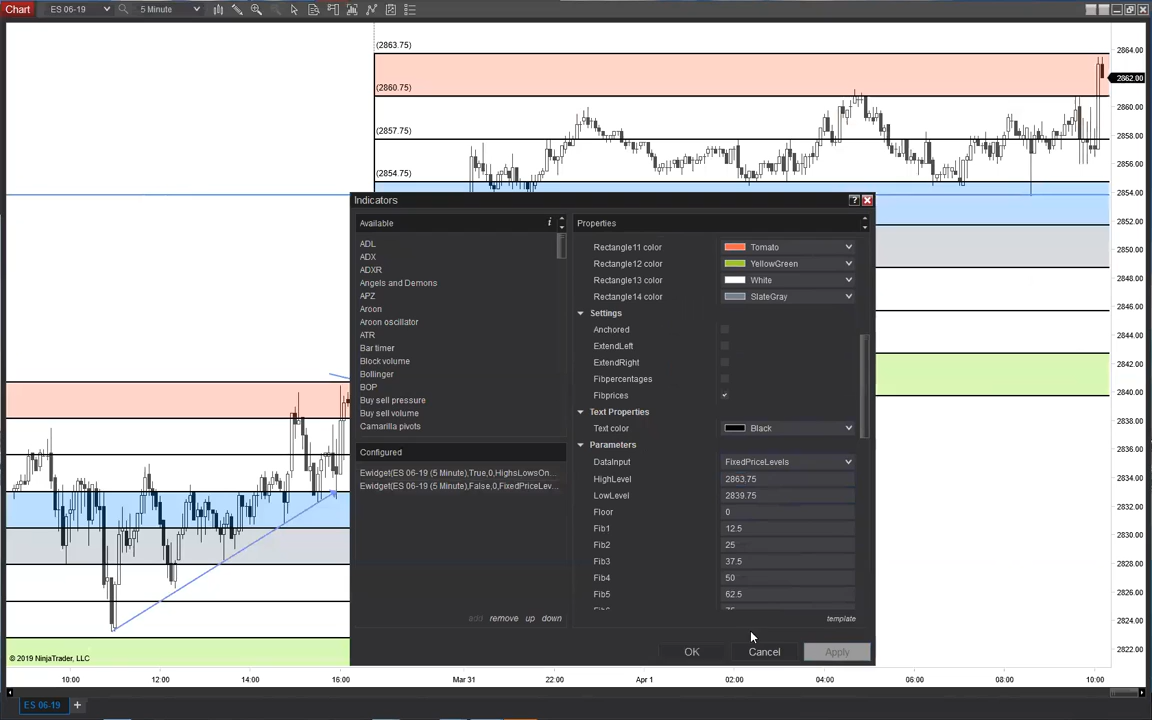 Chart ES 06-19 5 Minute
(2863.75)
(2860.75)
(2857.75)
(2854.75)
2864.00
2862.00
2860.00
2858.00
2856.00
2854.00
2852.00
2850.00
2848.00
2846.00
2844.00
2842.00
2840.00
2838.00
2836.00
2834.00
2832.00
2830.00
2828.00
2826.00
2824.00
2822.00
Indicators ?
Available i
ADL
ADX
ADXR
Angels and Demons
APZ
Aroon
Aroon oscillator
ATR
Bar timer
Block volume
Bollinger
BOP
Buy sell pressure
Buy sell volume
Camarilla pivots
Configured
Ewidget(ES 06-19 (5 Minute),True,0,HighsLowsOn...
Ewidget(ES 06-19 (5 Minute),False,0,FixedPriceLev...
add remove up down
Properties
Rectangle11 color Tomato
Rectangle12 color YellowGreen
Rectangle13 color White
Rectangle14 color SlateGray
Settings
Anchored
ExtendLeft
ExtendRight
Fibpercentages
Fibprices
Text Properties
Text color Black
Parameters
DataInput FixedPriceLevels
HighLevel 2863.75
LowLevel 2839.75
Floor 0
Fib1 12.5
Fib2 25
Fib3 37.5
Fib4 50
Fib5 62.5
template
OK Cancel Apply
© 2019 NinjaTrader, LLC
10:00 12:00 14:00 16:00 Mar 31 22:00 Apr 1 02:00 04:00 06:00 08:00 10:00
ES 06-19 +